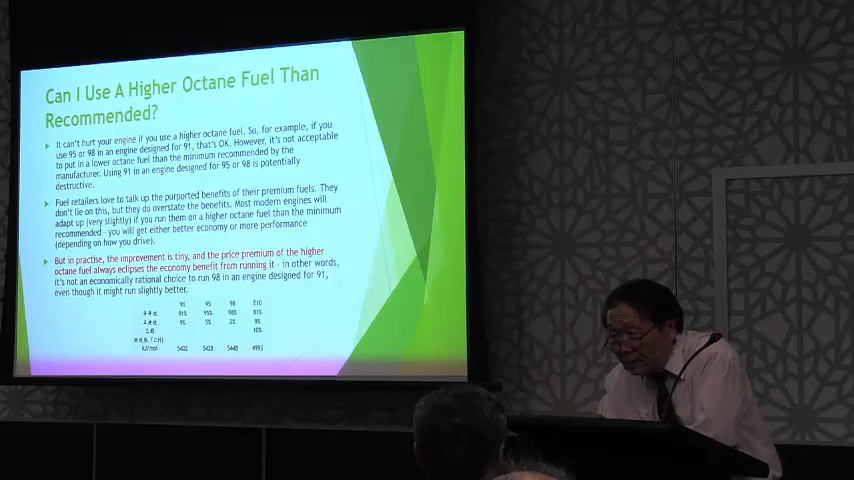 Can I Use A Higher Octane Fuel Than
Recommended?
It can't hurt your engine if you use a higher octane fuel. So, for example, if you
use 95 or 98 in an engine designed for 91, that's OK. However, it's not acceptable
to put in a lower octane fuel than the minimum recommended by the
manufacturer. Using 91 in an engine designed for 95 or 98 is potentially
destructive.
Fuel retailers love to talk up the purported benefits of their premium fuels. They
don't lie on this, but they do overstate the benefits. Most modern engines will
adapt up (very slightly) if you run them on a higher octane fuel than the minimum
recommended - you will get either better economy or more performance
(depending on how you drive).
But in practise, the improvement is tiny, and the price premium of the higher
octane fuel always eclipses the economy benefit from running it - in other words,
it's not an economically rational choice to run 98 in an engine designed for 91,
even though it might run slightly better.
91 95 98 E10
91% 95% 98% 81%
9% 5% 2% 9%
10%
(△H)
kJ/mol 5448 4993